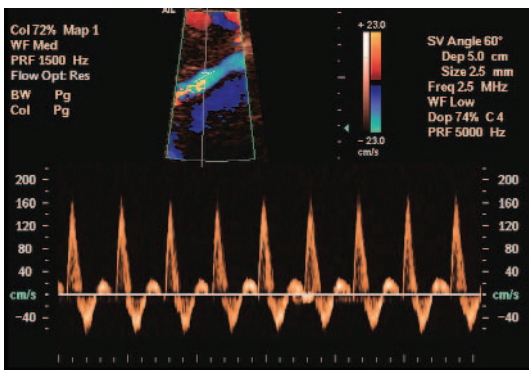 Col 72% Map 1
WF Med
PRF 1500 Hz
Flow Opt: Res
BW Pg
Col Pg
+ 23.0
- 23.0
cm/s
SV Angle 60°
Dep 5.0 cm
Size 2.5 mm
Freq 2.5 MHz
WF Low
Dop 74% C 4
PRF 5000 Hz
200
160
120
80
40
cm/s
-40
200
160
120
80
40
cm/s
-40